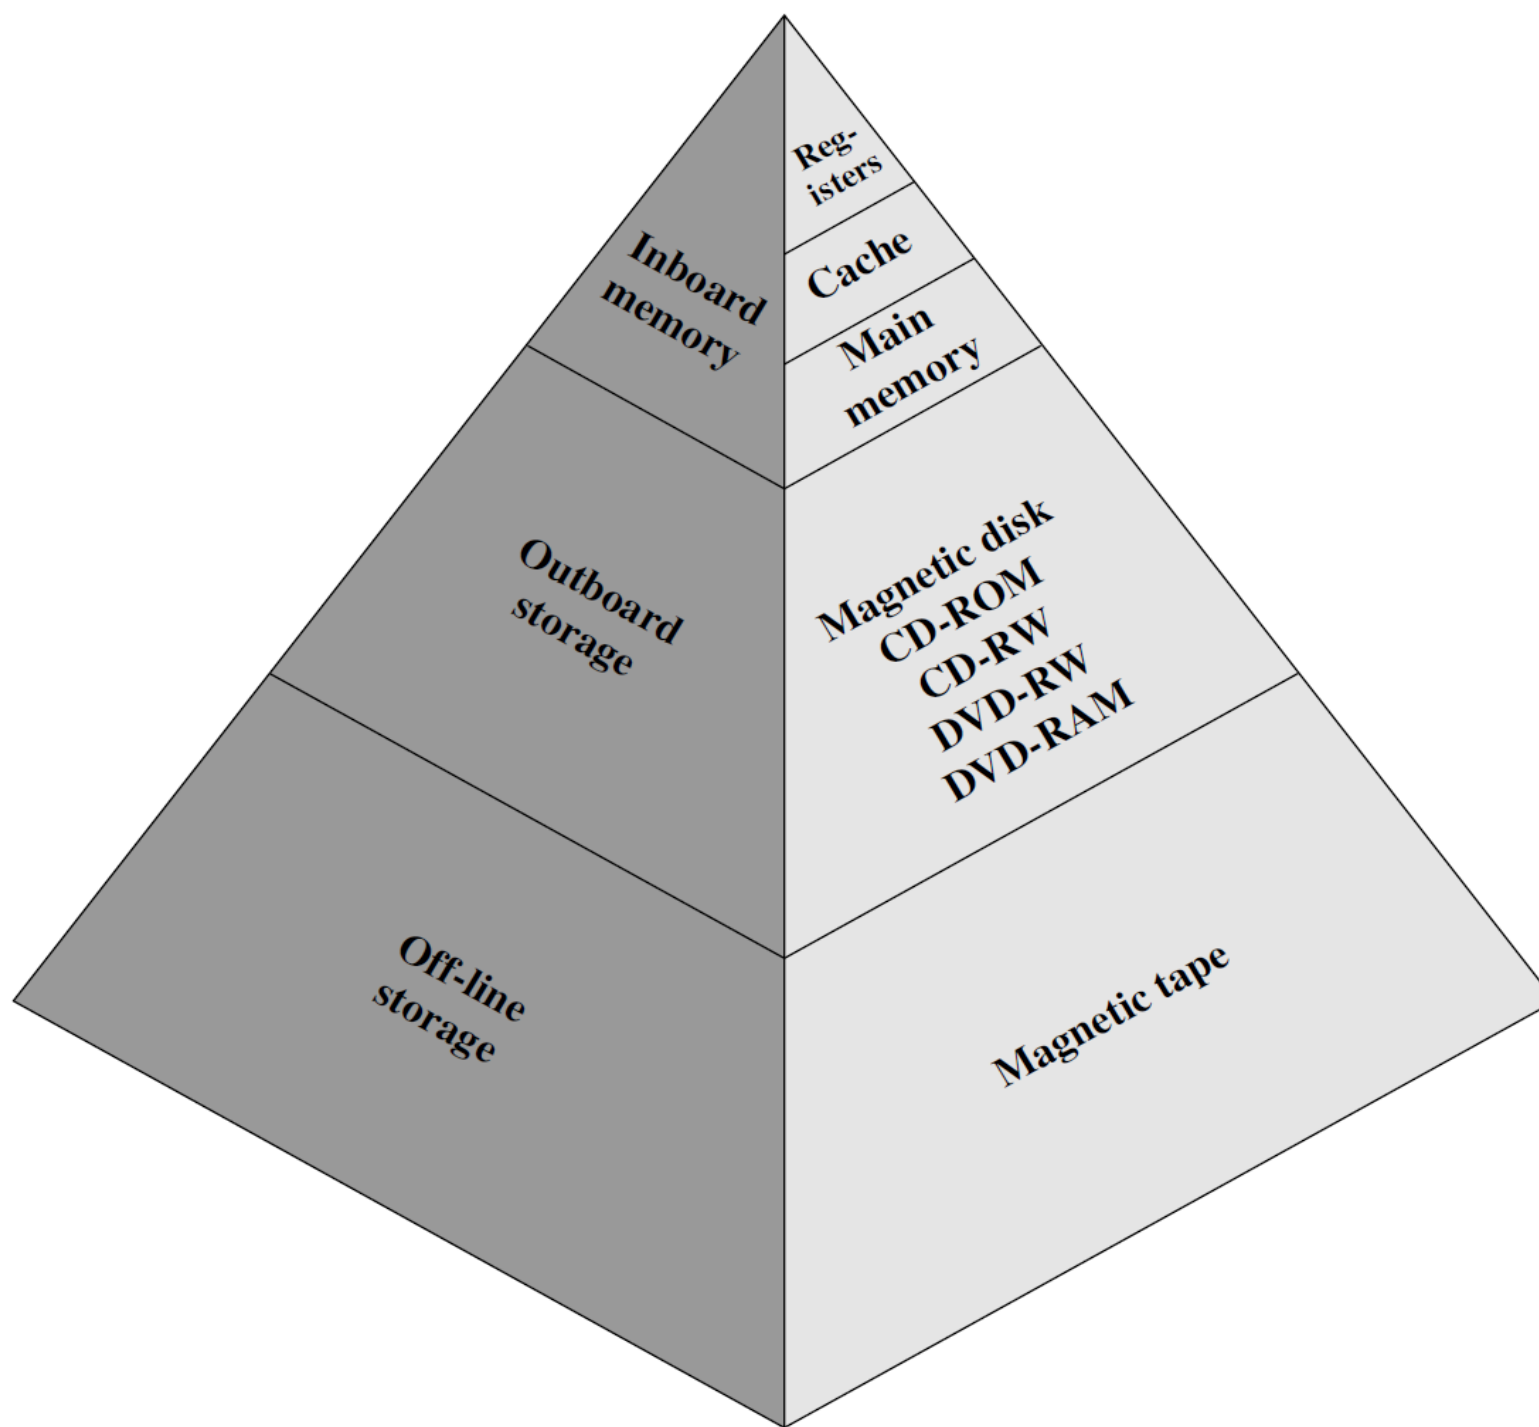 Inboard
memory
Outboard
storage
Off-line
storage
Reg-
isters
Cache
Main
memory
Magnetic disk
CD-ROM
CD-RW
DVD-RW
DVD-RAM
Magnetic tape